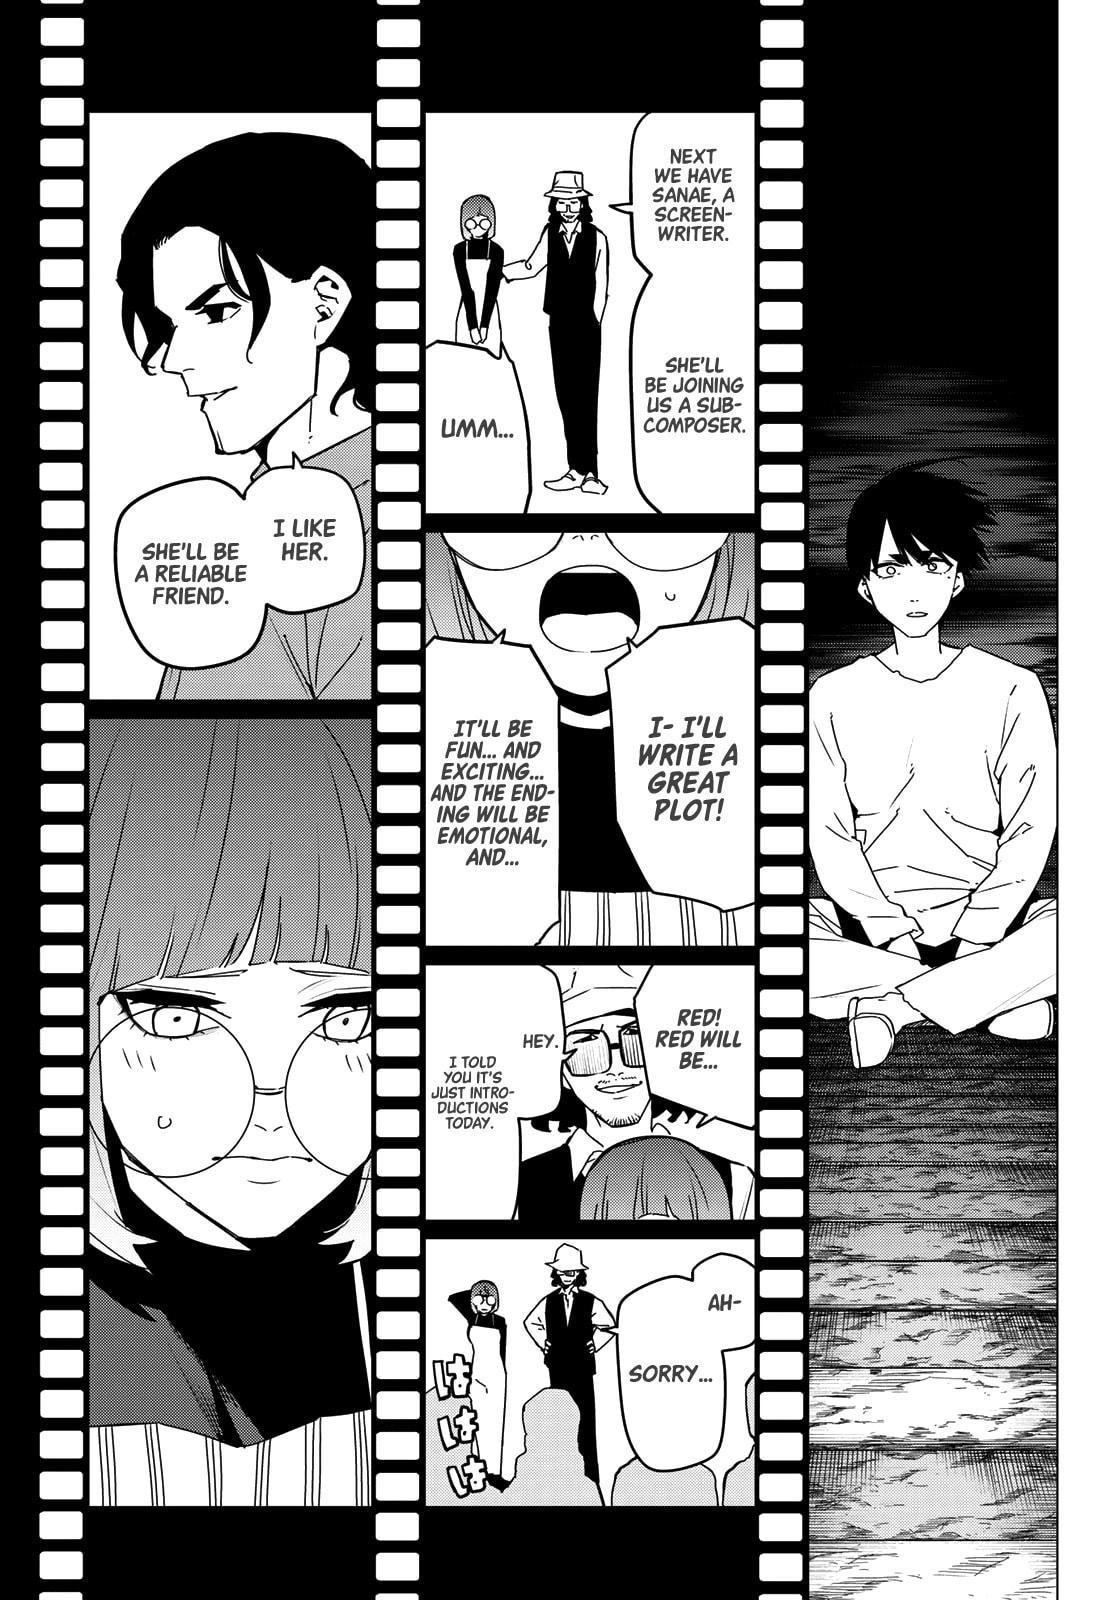 NEXT
WE HAVE
SANAE, A
SCREEN-
WRITER.
SHE'LL
BE JOINING
US A SUB-
COMPOSER.
UMM...
I- I'LL
WRITE A
GREAT
PLOT!
IT'LL BE
FUN... AND
EXCITING...
AND THE END-
ING WILL BE
EMOTIONAL,
AND...
RED!
RED WILL
BE...
HEY.
I TOLD
YOU IT'S
JUST INTRO-
DUCTIONS
TODAY.
AH-
SORRY...
はははは
I LIKE
HER.
SHE'LL BE
A RELIABLE
FRIEND.